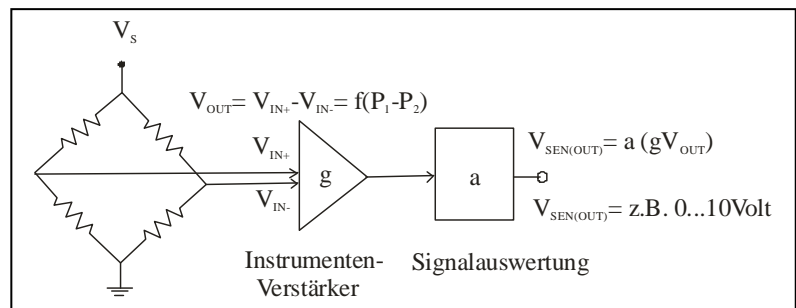 V_S
V_OUT= V_IN+-V_IN-= f(P_1-P_2)
V_IN+
V_IN-
g
a
V_SEN(OUT)= a (gV_OUT)
V_SEN(OUT)= z.B. 0...10Volt
Instrumenten-
Verstärker
Signalauswertung